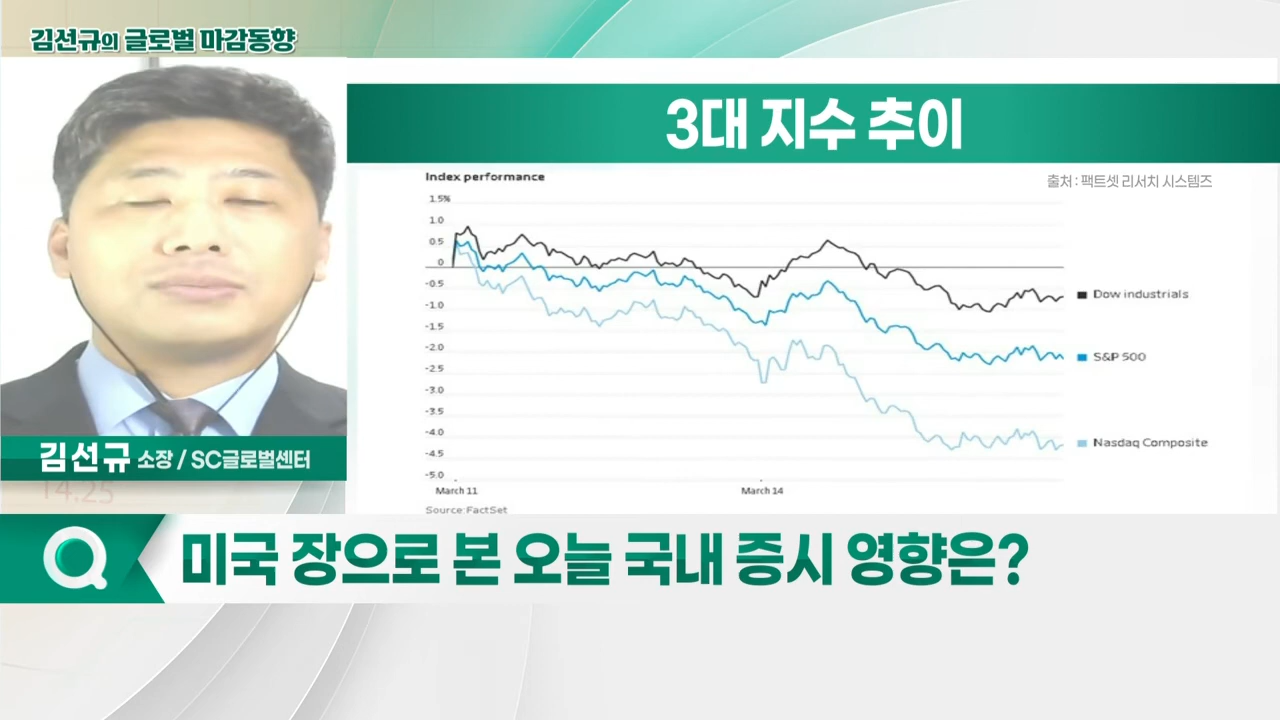 김선규의 글로벌 마감동향
3대 지수 추이
Index performance
출처 : 팩트셋 리서치 시스템즈
1.5%
1.0
0.5
0
-0.5
-1.0
-1.5
-2.0
-2.5
-3.0
-3.5
-4.0
-4.5
-5.0
Dow industrials
S&P 500
Nasdaq Composite
March 11
March 14
Source:FactSet
김선규 소장 / SC글로벌센터
14.25
Q
미국 장으로 본 오늘 국내 증시 영향은?